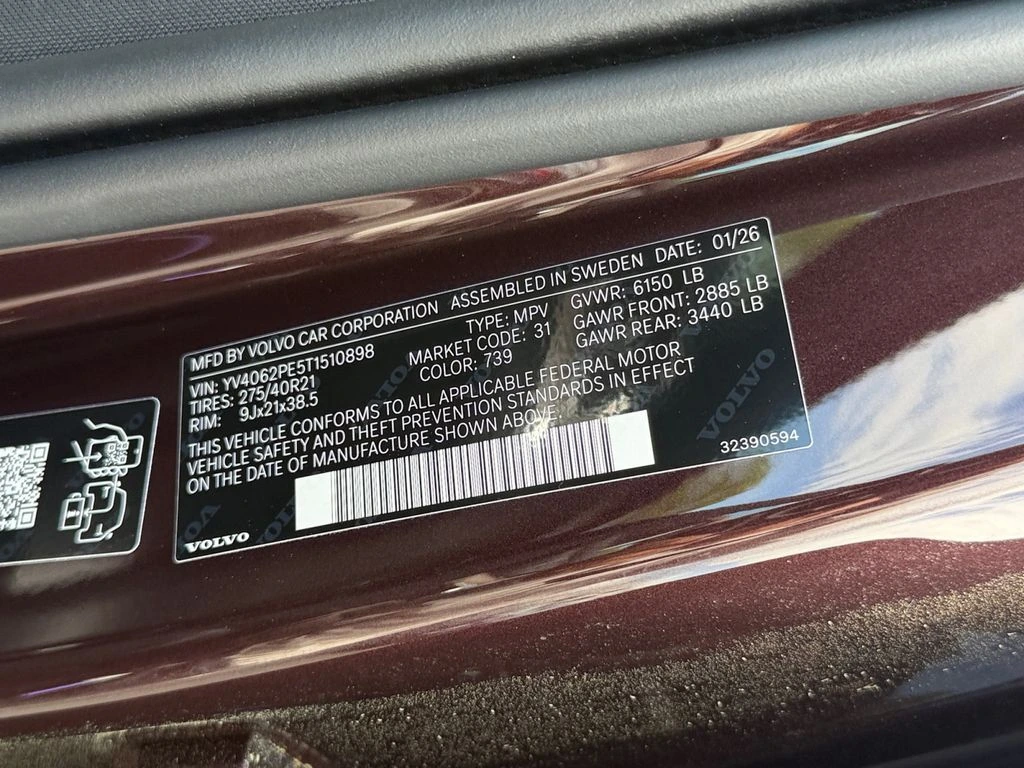 MFD BY VOLVO CAR CORPORATION ASSEMBLED IN SWEDEN DATE: 01/26
VIN: YV4062PE5T1510898 TYPE: MPV GVWR: 6150 LB
TIRES: 275/40R21 MARKET CODE: 31 GAWR FRONT: 2885 LB
RIM: 9Jx21x38.5 COLOR: 739 GAWR REAR: 3440 LB
THIS VEHICLE CONFORMS TO ALL APPLICABLE FEDERAL MOTOR
VEHICLE SAFETY AND THEFT PREVENTION STANDARDS IN EFFECT
ON THE DATE OF MANUFACTURE SHOWN ABOVE.
VOLVO
32390594